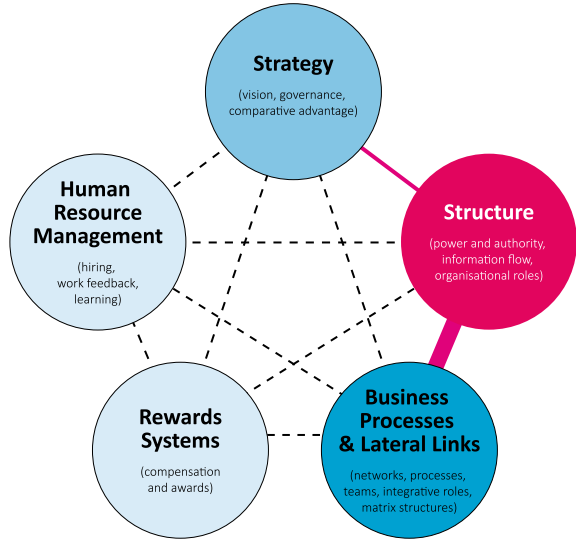 Strategy
(vision, governance,
comparative advantage)
Human
Resource
Management
(hiring,
work feedback,
learning)
Structure
(power and authority,
information flow,
organisational roles)
Rewards
Systems
(compensation
and awards)
Business
Processes
& Lateral Links
(networks, processes,
teams, integrative roles,
matrix structures)